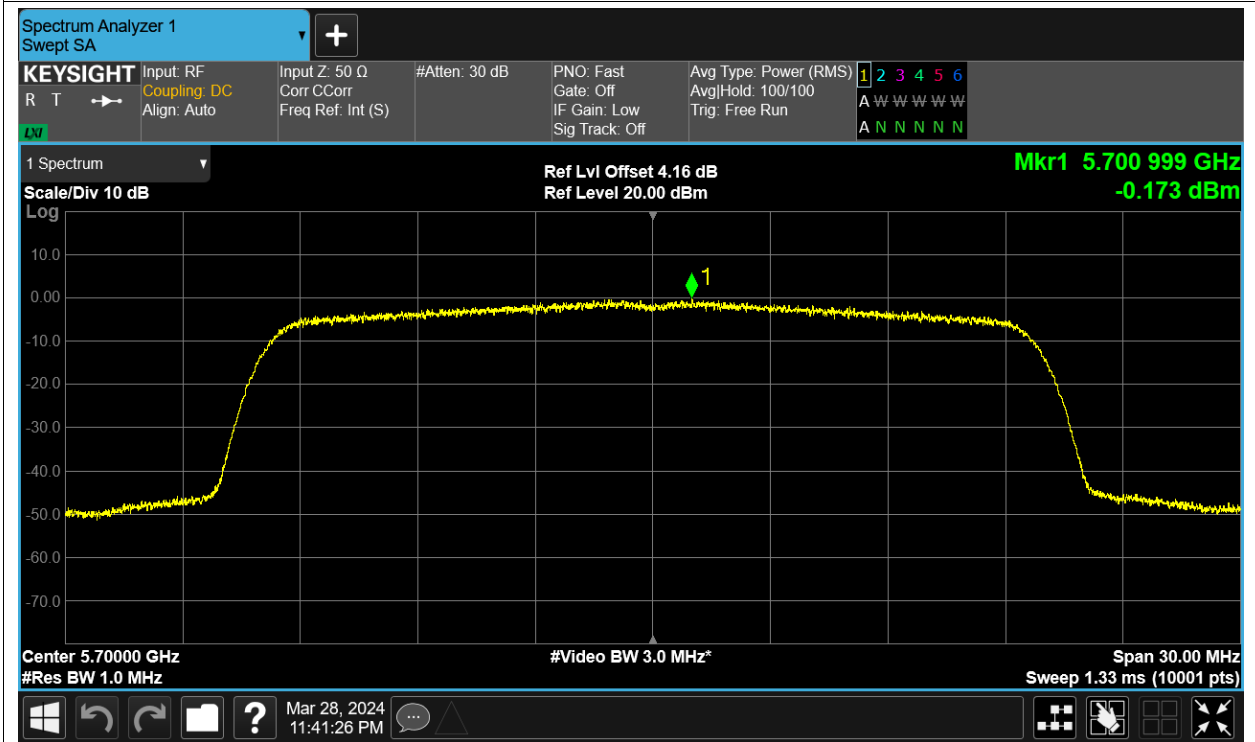 Spectrum Analyzer 1
Swept SA
KEYSIGHT
R T
LXI
Input: RF
Coupling: DC
Align: Auto
Input Z: 50 Ω
Corr CCorr
Freq Ref: Int (S)
#Atten: 30 dB
PNO: Fast
Gate: Off
IF Gain: Low
Sig Track: Off
Avg Type: Power (RMS)
Avg|Hold: 100/100
Trig: Free Run
1 2 3 4 5 6
A W W W W W
A N N N N N
1 Spectrum
Scale/Div 10 dB
Log
Ref Lvl Offset 4.16 dB
Ref Level 20.00 dBm
Mkr1 5.700 999 GHz
-0.173 dBm
10.0
0.00
-10.0
-20.0
-30.0
-40.0
-50.0
-60.0
-70.0
1
Center 5.70000 GHz
#Res BW 1.0 MHz
#Video BW 3.0 MHz*
Span 30.00 MHz
Sweep 1.33 ms (10001 pts)
?
Mar 28, 2024
11:41:26 PM